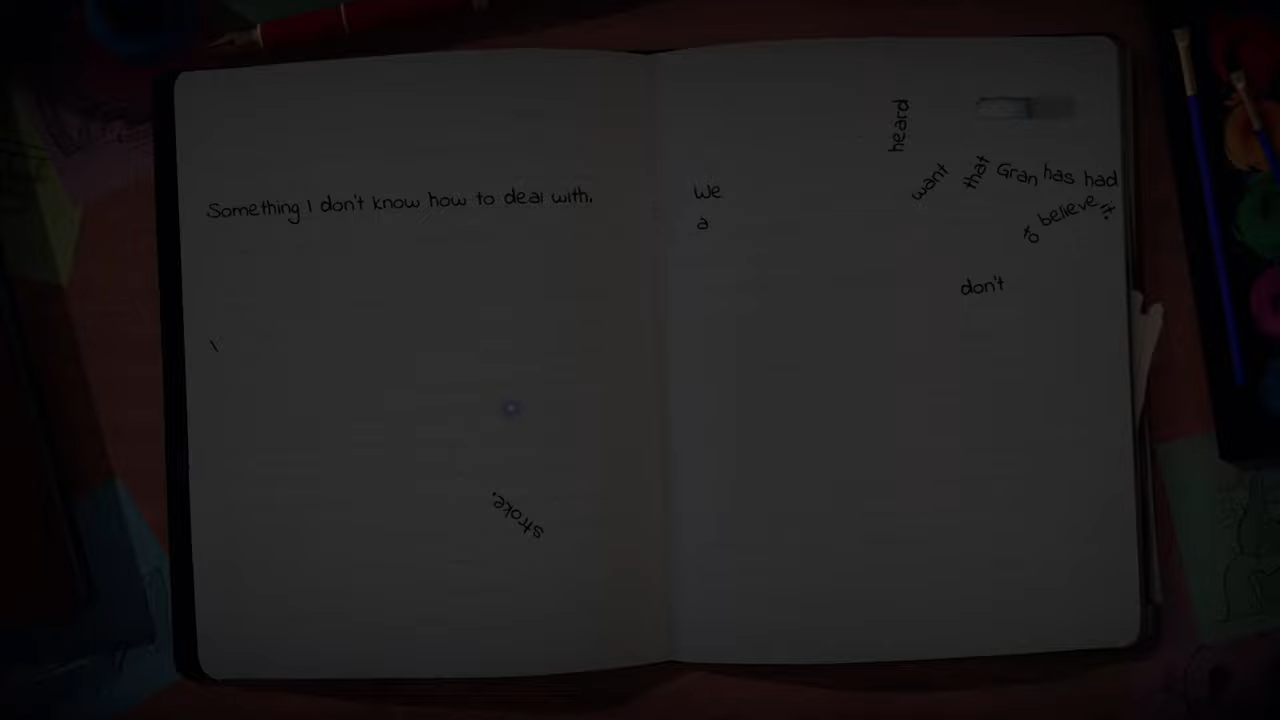 Something I don't know how to deal with.
We heard want that Gran has had
a to believe it.
don't
I
stroke.